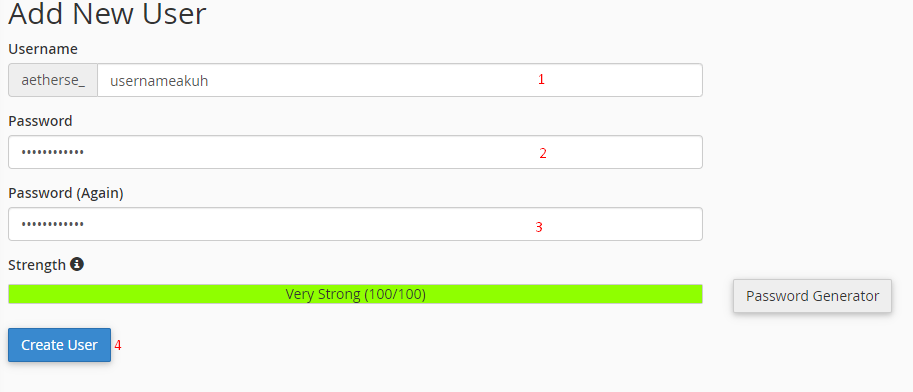 Add New User
Username
aetherse_ usernameakuh 1
Password
•••••••••••• 2
Password (Again)
•••••••••••• 3
Strength
Very Strong (100/100)
Password Generator
Create User 4